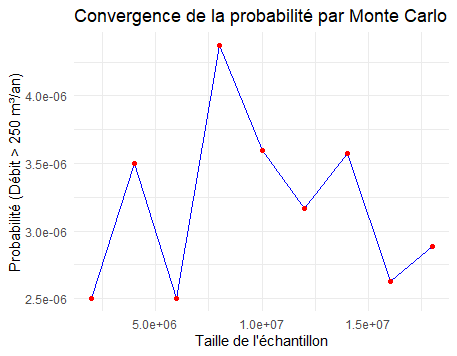 Convergence de la probabilité par Monte Carlo
Probabilité (Débit > 250 m³/an)
4.0e-06
3.5e-06
3.0e-06
2.5e-06
5.0e+06 1.0e+07 1.5e+07
Taille de l'échantillon